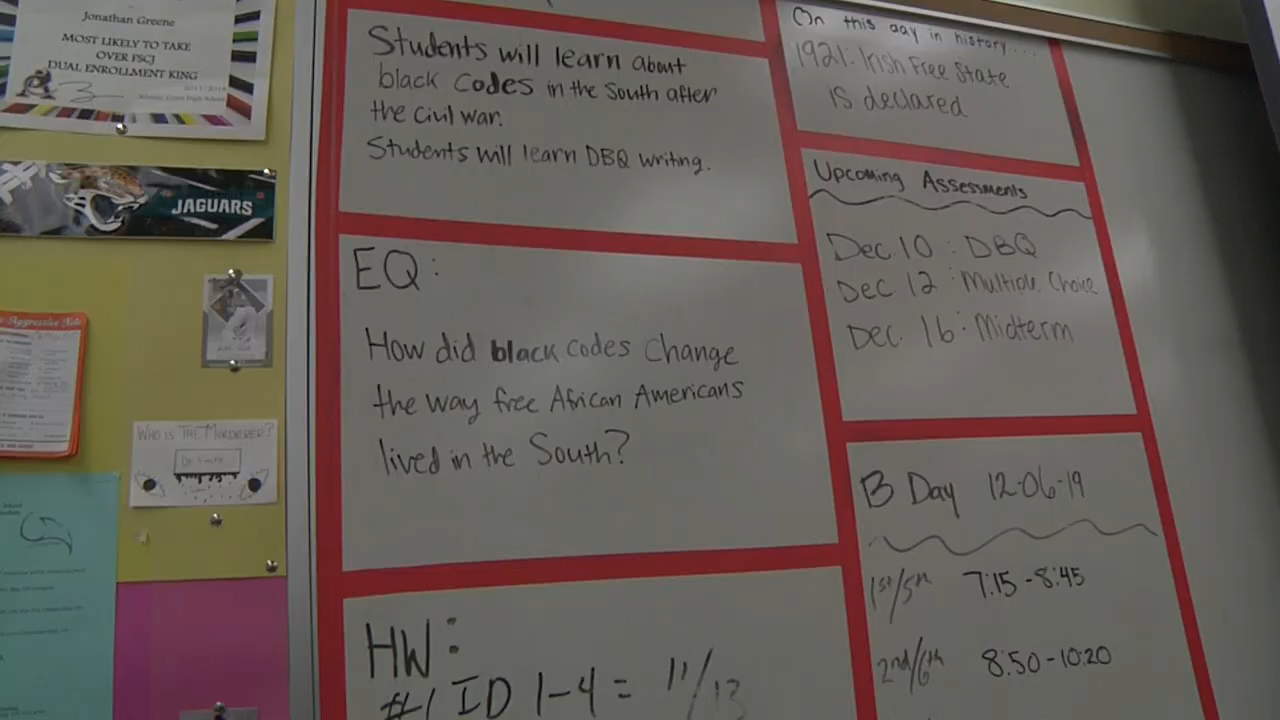 Jonathan Greene
MOST LIKELY TO TAKE
OVER FSCJ
DUAL ENROLLMENT KING
JAGUARS
WHO IS THE MURDERER?
Students will learn about
black codes in the South after
the Civil war.
Students will learn DBQ writing.
EQ:
How did black codes change
the way free African Americans
lived in the South?
HW:
#1 ID 1-4 = 11/13
On this day in history...
1921: Irish Free State
is declared
Upcoming Assessments
Dec. 10 : DBQ
Dec 12 : Multiple Choice
Dec. 16 : Midterm
B Day 12-06-19
1st/5th 7:15-8:45
2nd/6th 8:50-10:20